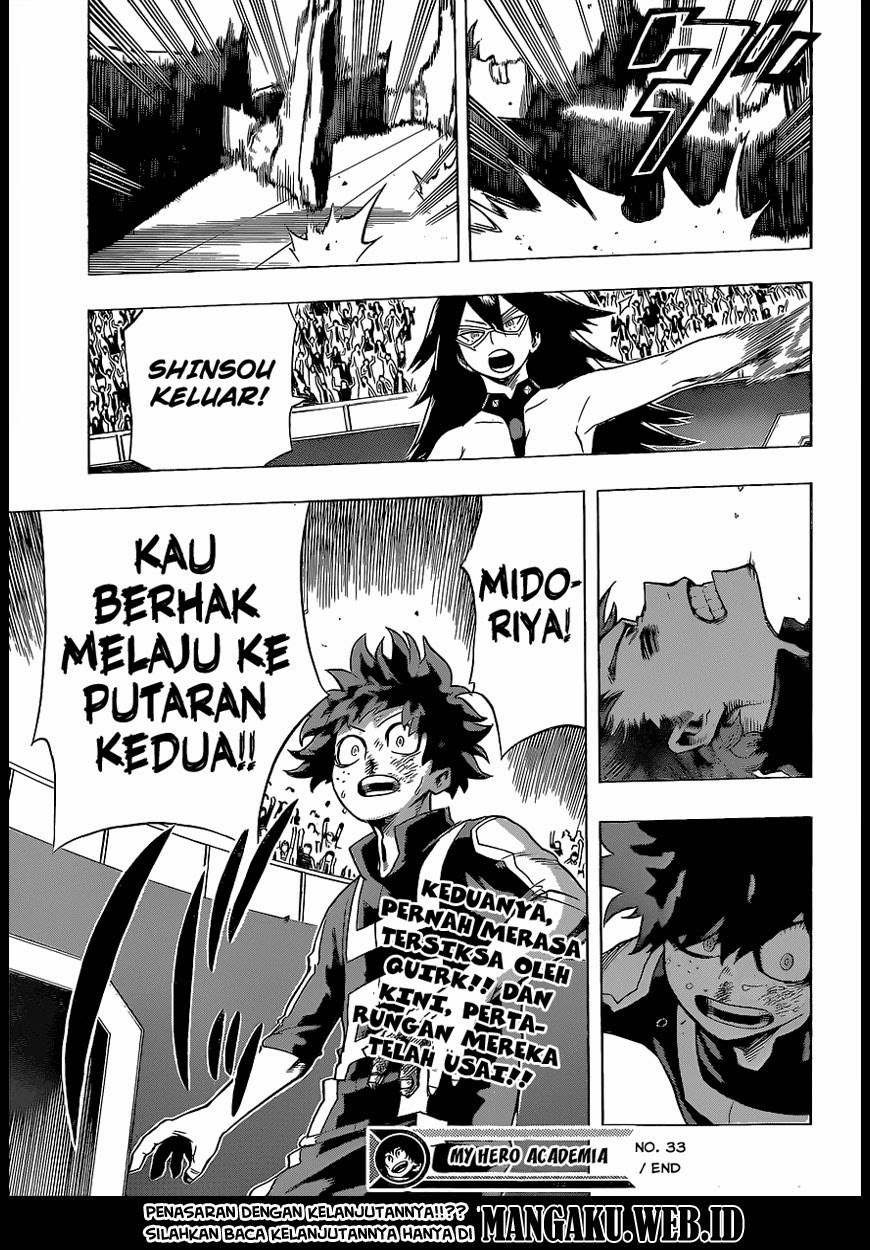 グッ
SHINSOU
KELUAR!
MIDO-
RIYA!
KAU
BERHAK
MELAJU KE
PUTARAN
KEDUA!!
KEDUANYA,
PERNAH MERASA
TERSIKSA OLEH
QUIRK!! DAN
KINI, PERTA-
RUNGAN MEREKA
TELAH USAI!!
MY HERO ACADEMIA
NO. 33
/ END
PENASARAN DENGAN KELANJUTANNYA!!??
SILAHKAN BACA KELANJUTANNYA HANYA DI
MANGAKU.WEB.ID